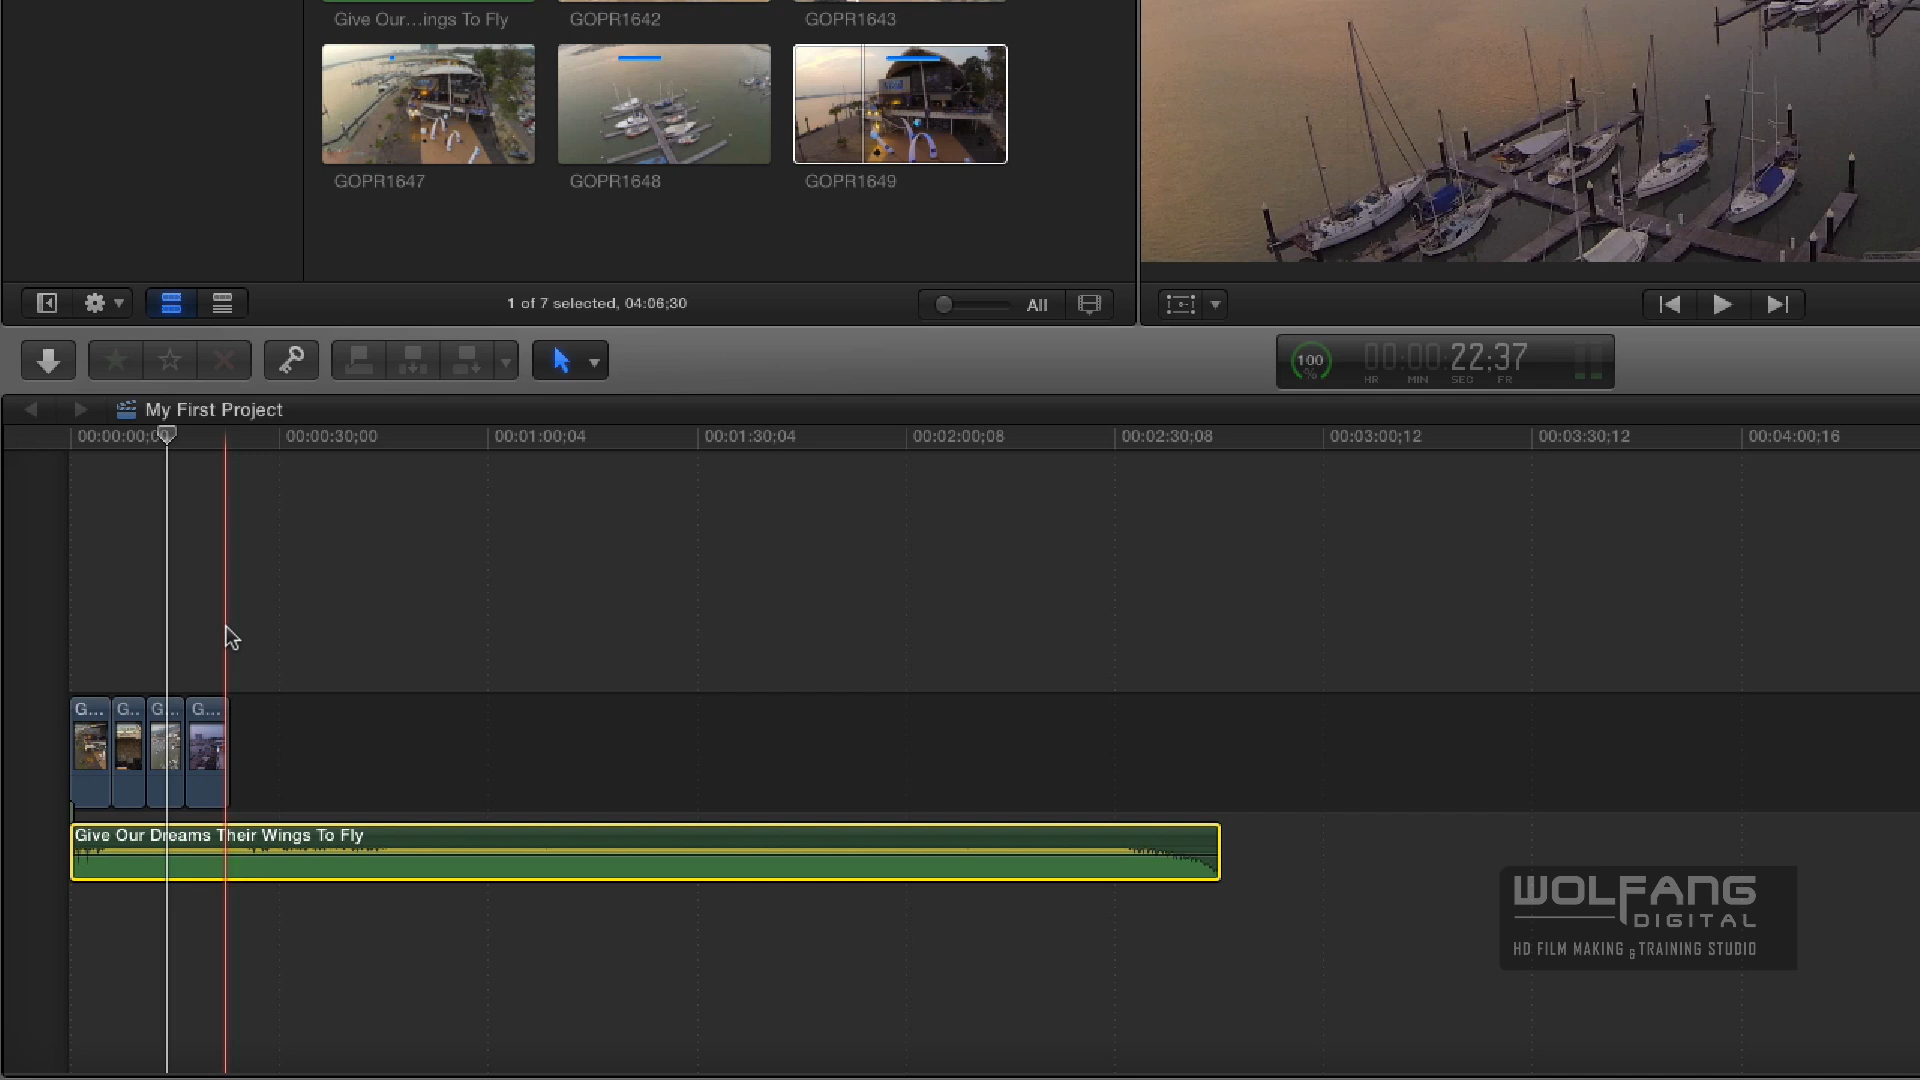 Give Our...ings To Fly
GOPR1642
GOPR1643
GOPR1647
GOPR1648
GOPR1649
1 of 7 selected, 04:06;30
All
100
%
00:00:22;37
HR MIN SEC FR
My First Project
00:00:00;00
00:00:30;00
00:01:00;04
00:01:30;04
00:02:00;08
00:02:30;08
00:03:00;12
00:03:30;12
00:04:00;16
G...
G..
G...
G...
Give Our Dreams Their Wings To Fly
WOLFANG
DIGITAL
HD FILM MAKING & TRAINING STUDIO